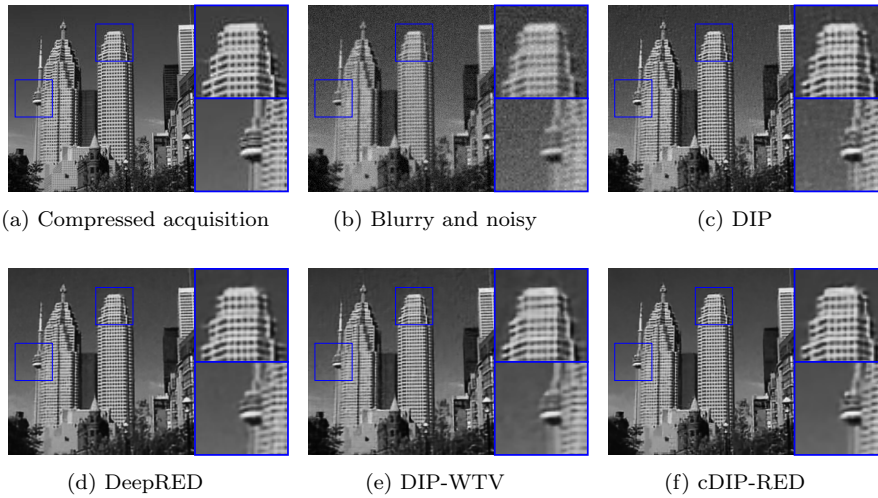 (a) Compressed acquisition
(b) Blurry and noisy
(c) DIP
(d) DeepRED
(e) DIP-WTV
(f) cDIP-RED